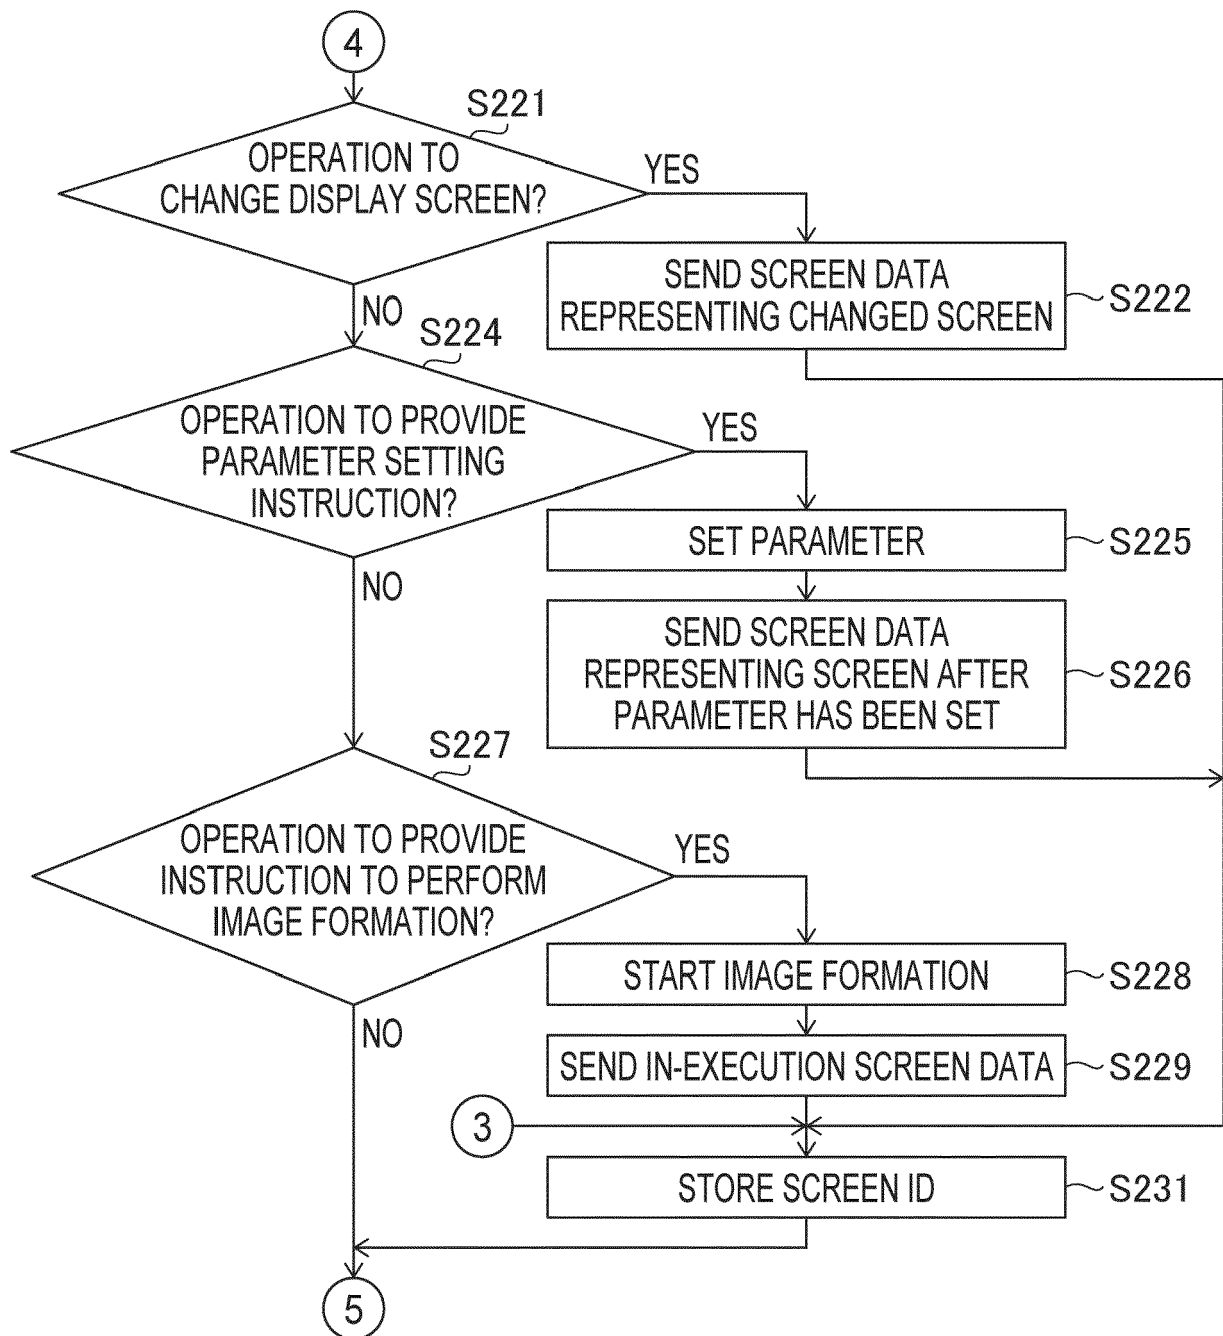 4
S221
OPERATION TO
CHANGE DISPLAY SCREEN?
YES
SEND SCREEN DATA
REPRESENTING CHANGED SCREEN
S222
NO
S224
OPERATION TO PROVIDE
PARAMETER SETTING
INSTRUCTION?
YES
SET PARAMETER
S225
NO
SEND SCREEN DATA
REPRESENTING SCREEN AFTER
PARAMETER HAS BEEN SET
S226
S227
OPERATION TO PROVIDE
INSTRUCTION TO PERFORM
IMAGE FORMATION?
YES
START IMAGE FORMATION
S228
NO
SEND IN-EXECUTION SCREEN DATA
S229
3
STORE SCREEN ID
S231
5